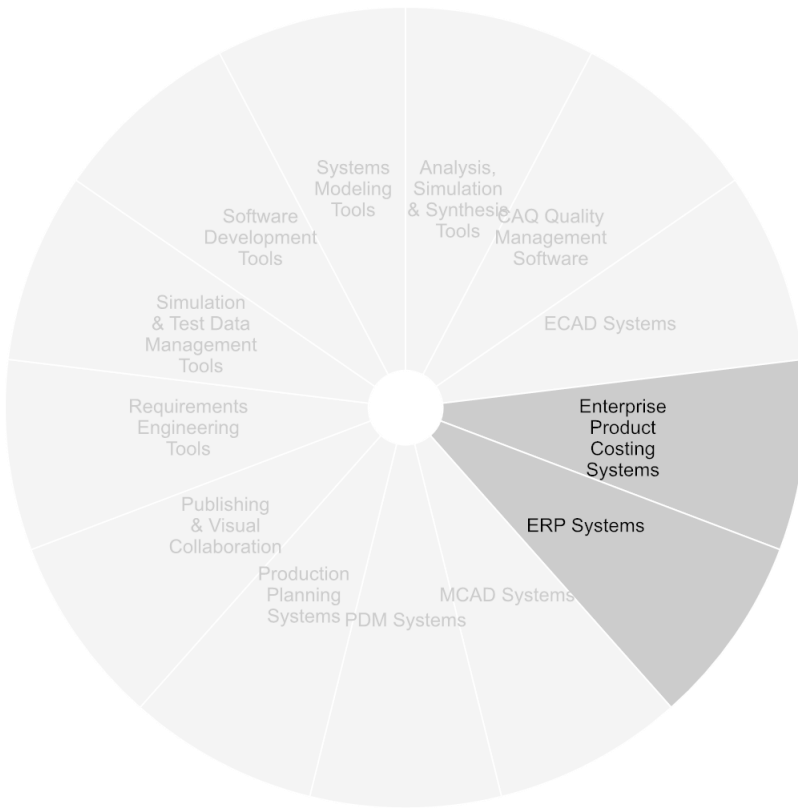 Systems
Modeling
Tools
Analysis,
Simulation
& Synthesis
Tools
CAQ Quality
Management
Software
ECAD Systems
Enterprise
Product
Costing
Systems
ERP Systems
MCAD Systems
PDM Systems
Production
Planning
Systems
Publishing
& Visual
Collaboration
Requirements
Engineering
Tools
Simulation
& Test Data
Management
Tools
Software
Development
Tools